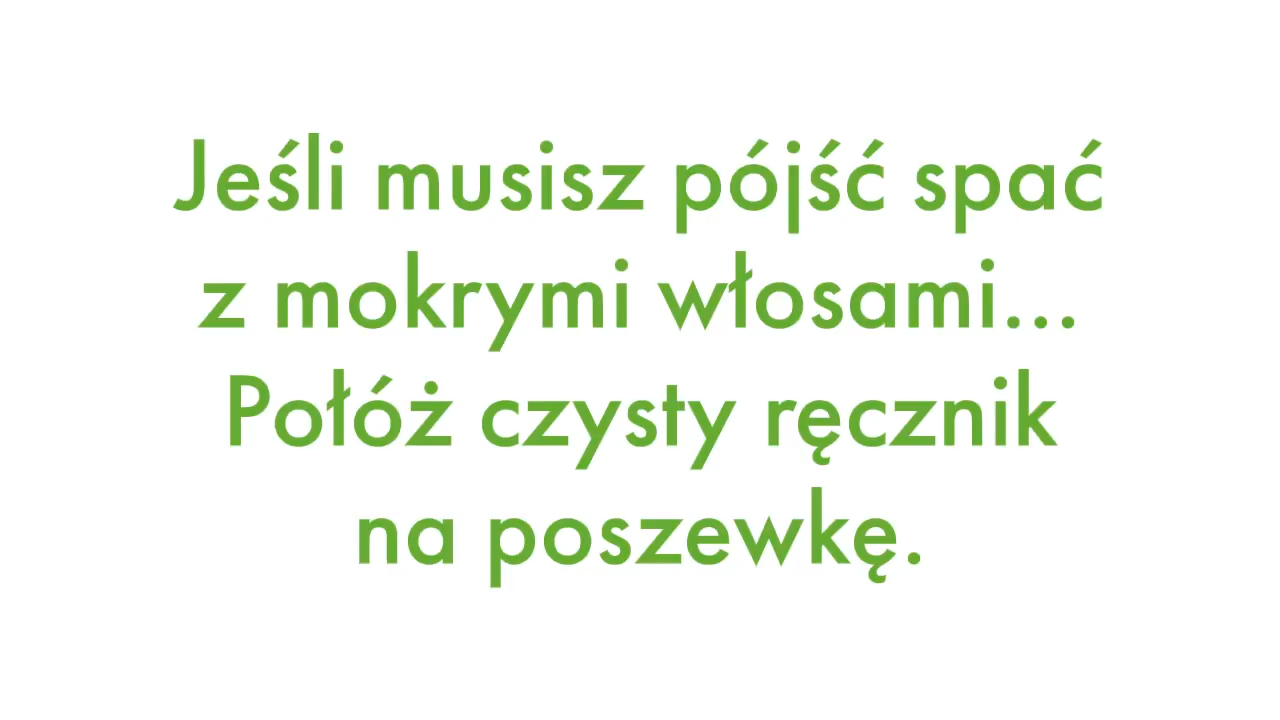 Jeśli musisz pójść spać
z mokrymi włosami...
Połóż czysty ręcznik
na poszewkę.